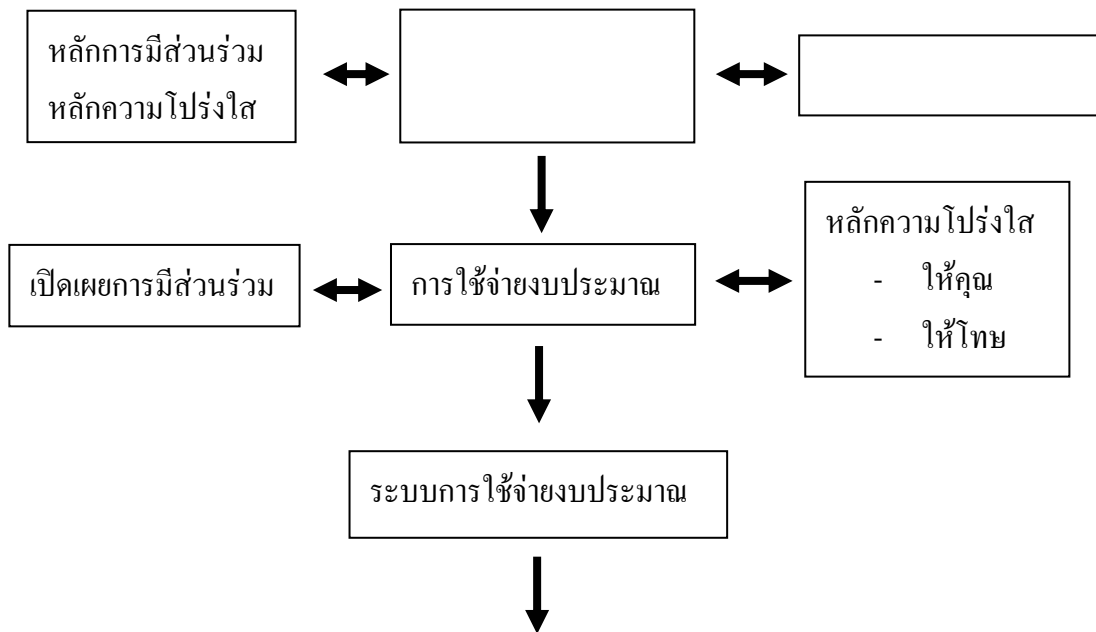 หลักการมีส่วนร่วม
หลักความโปร่งใส
เปิดเผยการมีส่วนร่วม
การใช้จ่ายงบประมาณ
หลักความโปร่งใส
- ให้คุณ
- ให้โทษ
ระบบการใช้จ่ายงบประมาณ